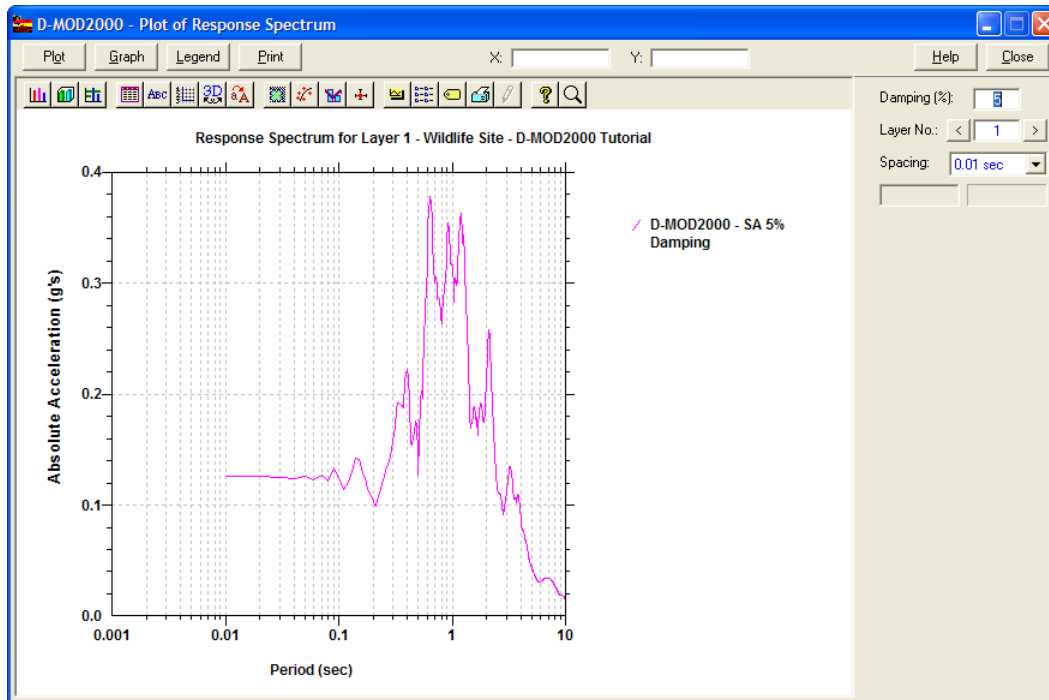 D-MOD2000 - Plot of Response Spectrum
Plot Graph Legend Print X: Y: Help Close
ABC 3D A
Damping (%): 5
Layer No.: < 1 >
Spacing: 0.01 sec
Response Spectrum for Layer 1 - Wildlife Site - D-MOD2000 Tutorial
D-MOD2000 - SA 5%
Damping
Absolute Acceleration (g's)
0.4
0.3
0.2
0.1
0.0
0.001 0.01 0.1 1 10
Period (sec)